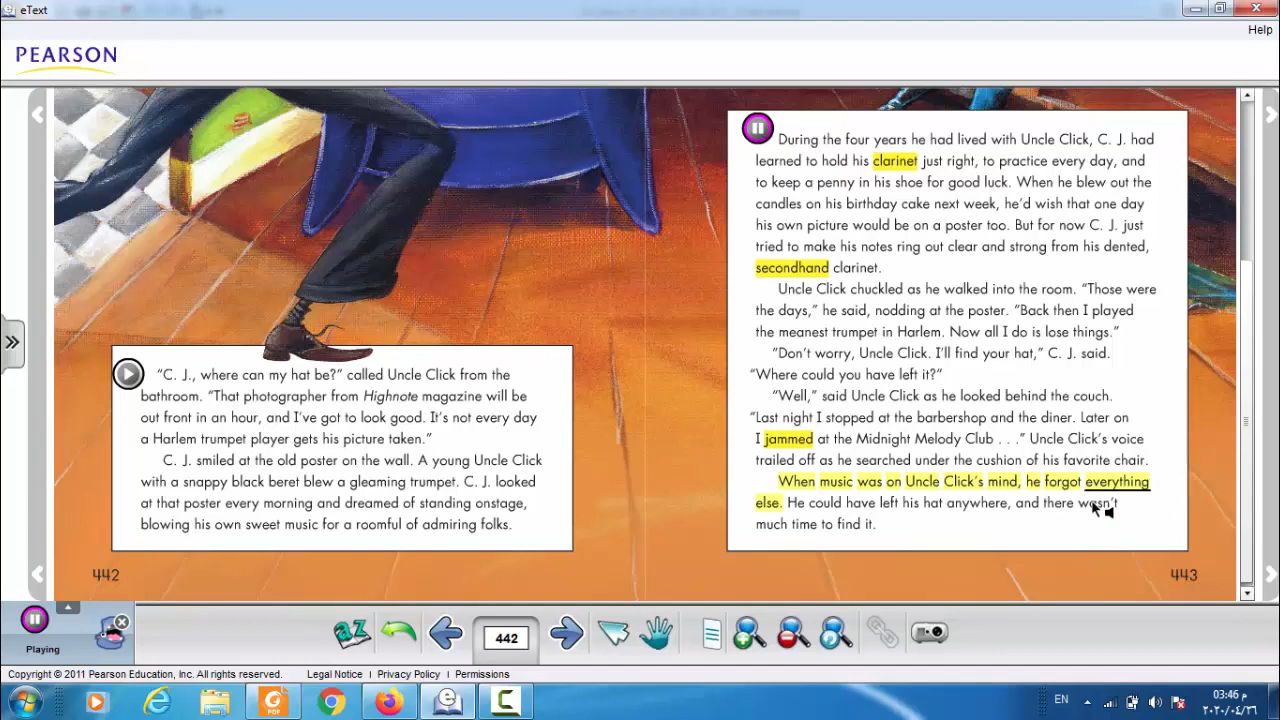 eText
Help
PEARSON
"C. J., where can my hat be?" called Uncle Click from the
bathroom. "That photographer from Highnote magazine will be
out front in an hour, and I've got to look good. It's not every day
a Harlem trumpet player gets his picture taken."
C. J. smiled at the old poster on the wall. A young Uncle Click
with a snappy black beret blew a gleaming trumpet. C. J. looked
at that poster every morning and dreamed of standing onstage,
blowing his own sweet music for a roomful of admiring folks.
442
During the four years he had lived with Uncle Click, C. J. had
learned to hold his clarinet just right, to practice every day, and
to keep a penny in his shoe for good luck. When he blew out the
candles on his birthday cake next week, he'd wish that one day
his own picture would be on a poster too. But for now C. J. just
tried to make his notes ring out clear and strong from his dented,
secondhand clarinet.
Uncle Click chuckled as he walked into the room. "Those were
the days," he said, nodding at the poster. "Back then I played
the meanest trumpet in Harlem. Now all I do is lose things."
"Don't worry, Uncle Click. I'll find your hat," C. J. said.
"Where could you have left it?"
"Well," said Uncle Click as he looked behind the couch.
"Last night I stopped at the barbershop and the diner. Later on
I jammed at the Midnight Melody Club . . ." Uncle Click's voice
trailed off as he searched under the cushion of his favorite chair.
When music was on Uncle Click's mind, he forgot everything
else. He could have left his hat anywhere, and there wasn't
much time to find it.
443
Playing
aZ
442
Copyright © 2011 Pearson Education, Inc. All rights reserved.
Legal Notice | Privacy Policy | Permissions
PDF
EN
03:46 م
٢٠٢٠/٠٤/٢٦